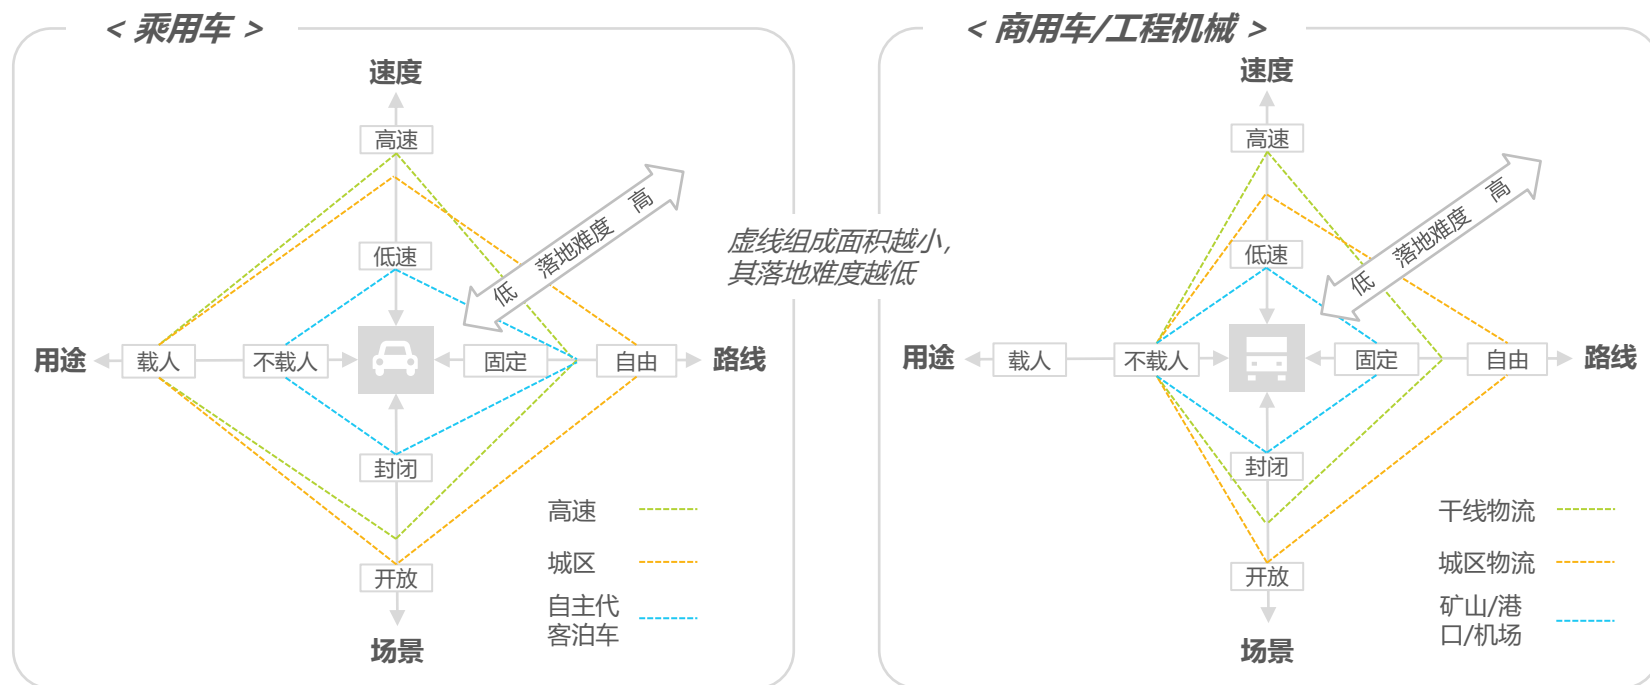 < 乘用车 >
速度
高速
低速
高
落地难度
低
用途
载人
不载人
固定
自由
路线
封闭
开放
场景
高速
城区
自主代
客泊车
虚线组成面积越小，
其落地难度越低
< 商用车/工程机械 >
速度
高速
低速
高
落地难度
低
用途
载人
不载人
固定
自由
路线
封闭
开放
场景
干线物流
城区物流
矿山/港
口/机场